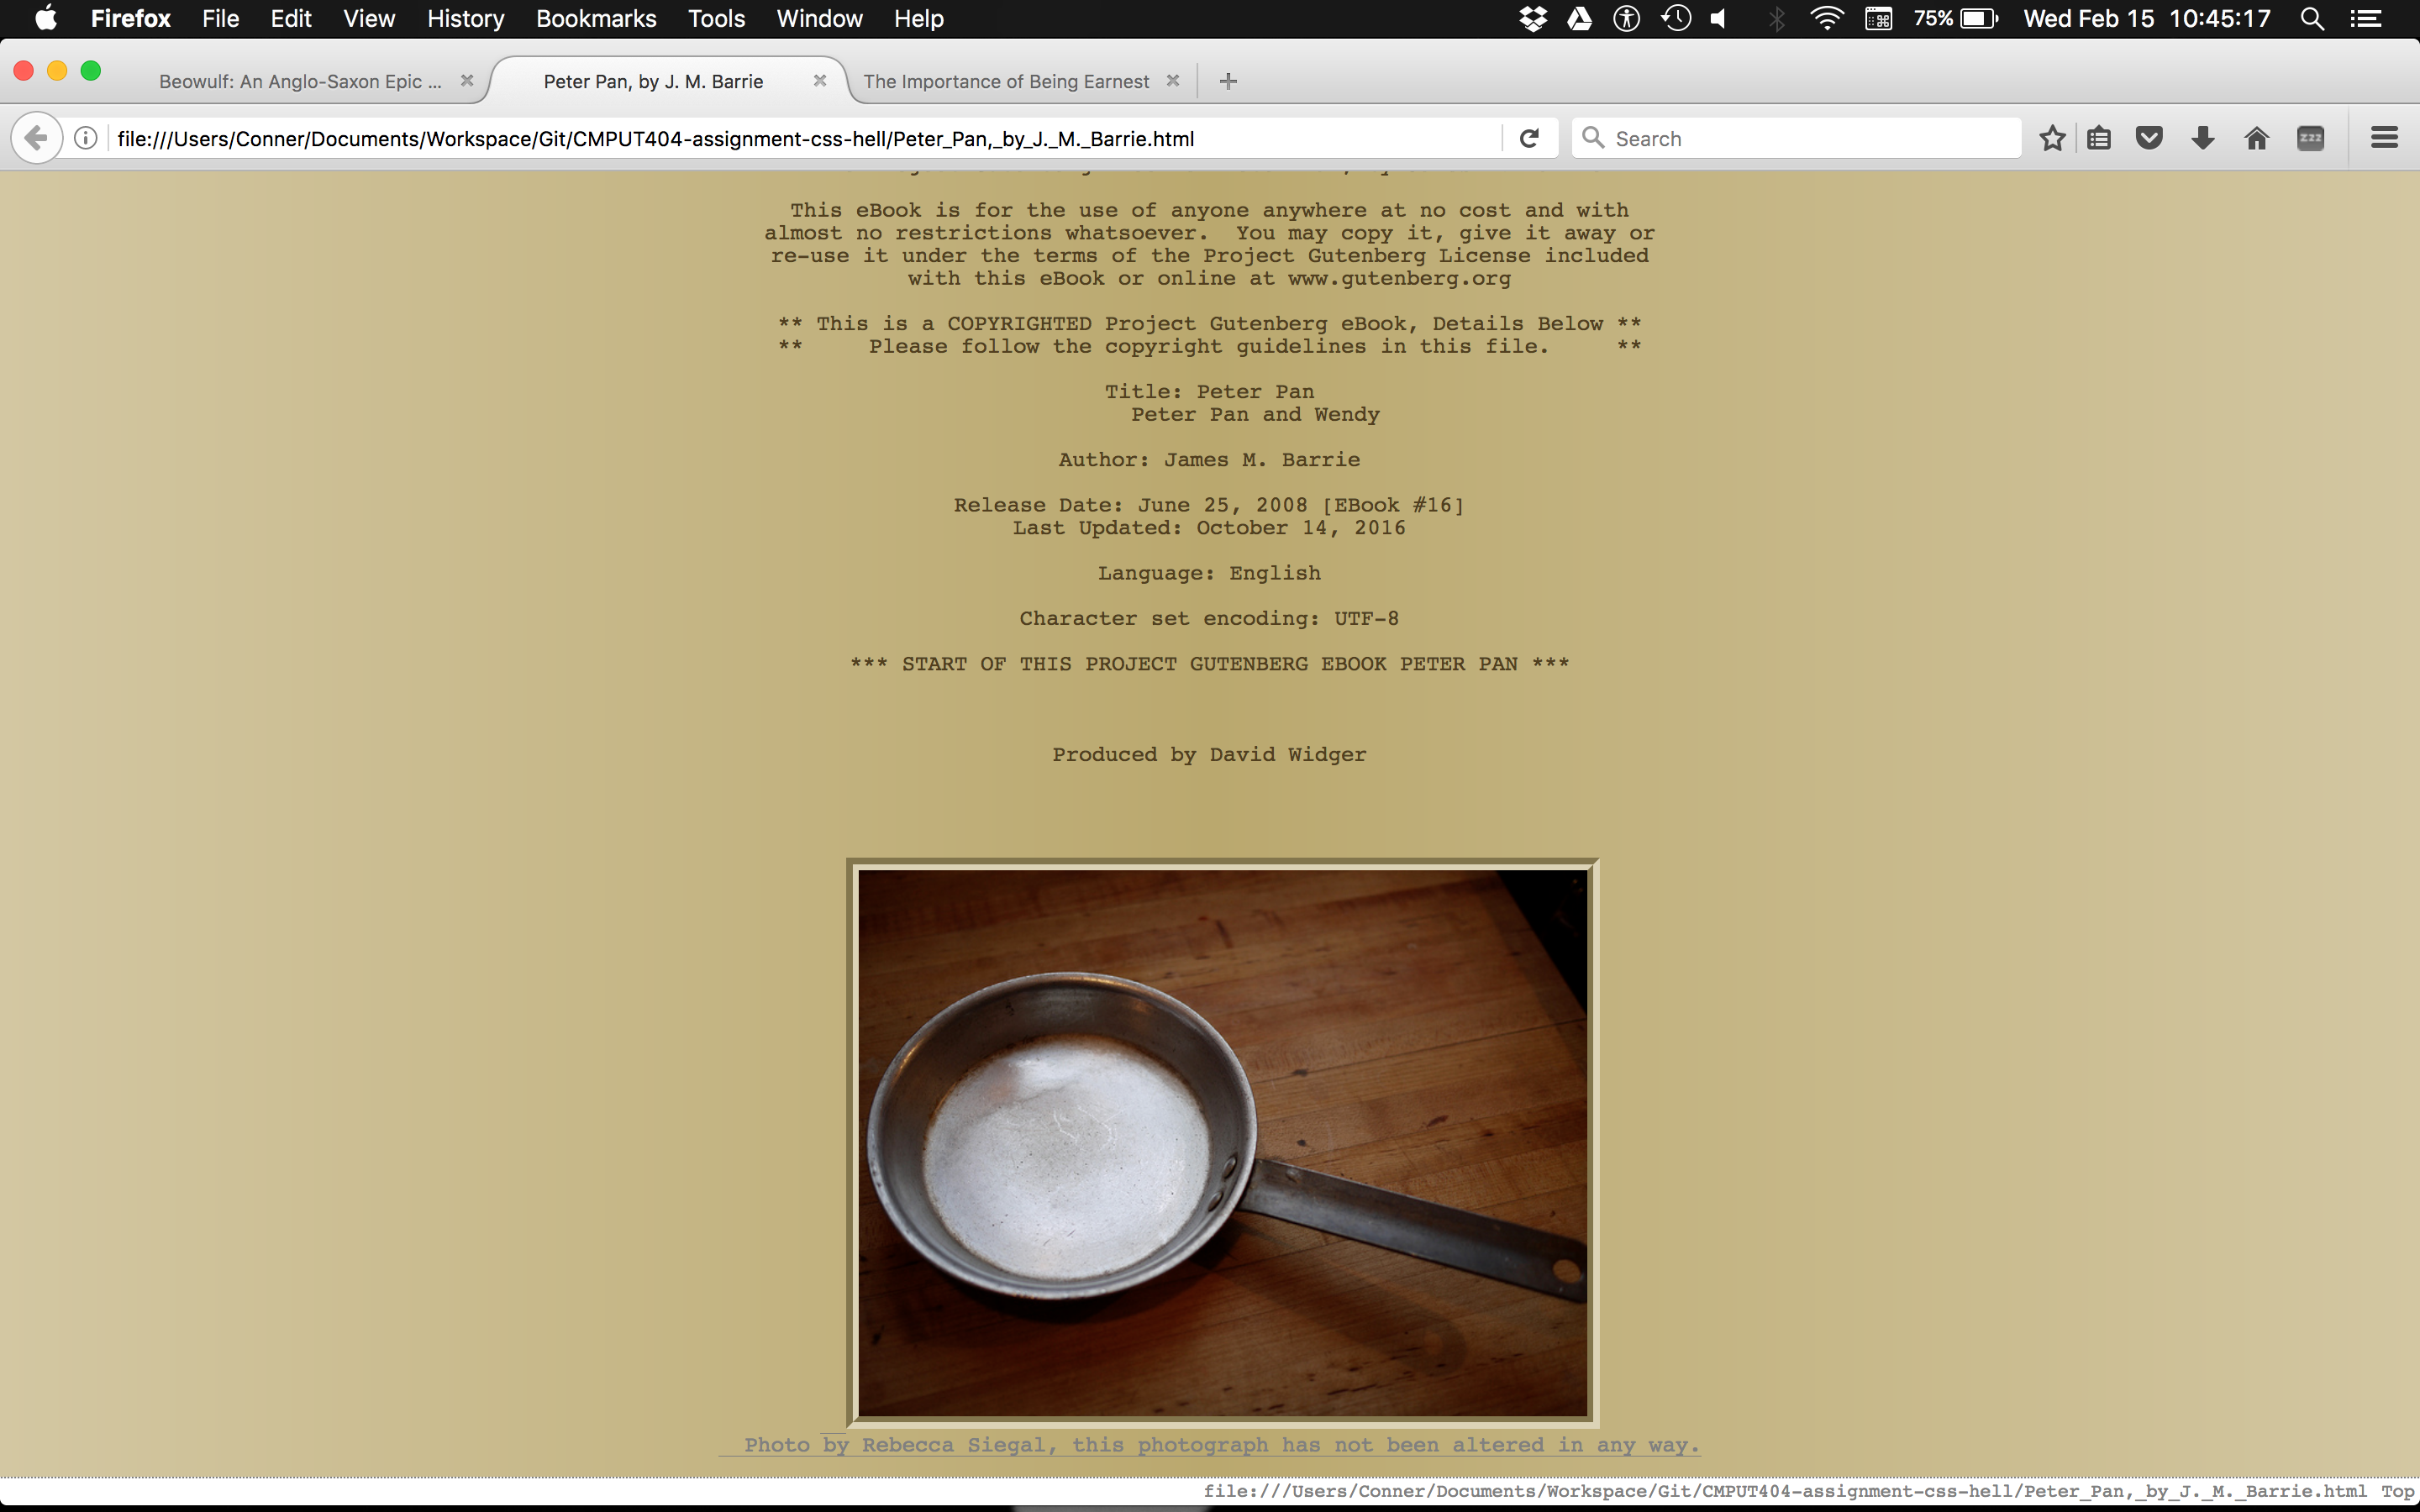 Firefox File Edit View History Bookmarks Tools Window Help 75% Wed Feb 15 10:45:17
Beowulf: An Anglo-Saxon Epic ... Peter Pan, by J. M. Barrie The Importance of Being Earnest
file:///Users/Conner/Documents/Workspace/Git/CMPUT404-assignment-css-hell/Peter_Pan,_by_J._M._Barrie.html Search
This eBook is for the use of anyone anywhere at no cost and with
almost no restrictions whatsoever.  You may copy it, give it away or
re-use it under the terms of the Project Gutenberg License included
with this eBook or online at www.gutenberg.org
** This is a COPYRIGHTED Project Gutenberg eBook, Details Below **
**     Please follow the copyright guidelines in this file.     **
Title: Peter Pan
Peter Pan and Wendy
Author: James M. Barrie
Release Date: June 25, 2008 [EBook #16]
Last Updated: October 14, 2016
Language: English
Character set encoding: UTF-8
*** START OF THIS PROJECT GUTENBERG EBOOK PETER PAN ***
Produced by David Widger
Photo by Rebecca Siegal, this photograph has not been altered in any way.
file:///Users/Conner/Documents/Workspace/Git/CMPUT404-assignment-css-hell/Peter_Pan,_by_J._M._Barrie.html Top